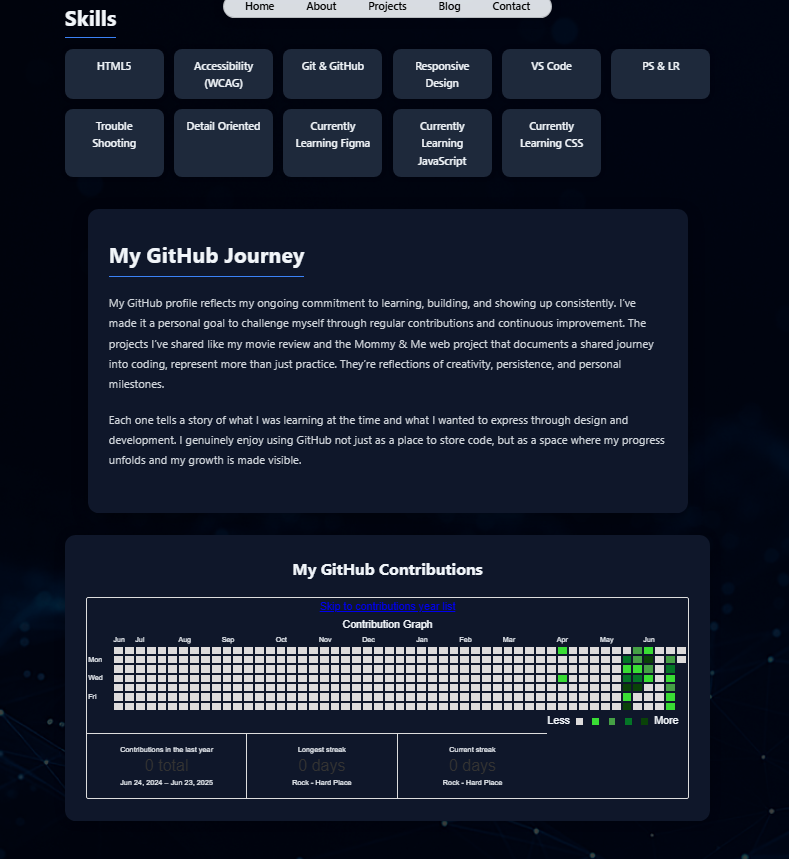 Home About Projects Blog Contact
Skills
HTML5
Accessibility
(WCAG)
Git & GitHub
Responsive
Design
VS Code
PS & LR
Trouble
Shooting
Detail Oriented
Currently
Learning Figma
Currently
Learning
JavaScript
Currently
Learning CSS
My GitHub Journey
My GitHub profile reflects my ongoing commitment to learning, building, and showing up consistently. I've
made it a personal goal to challenge myself through regular contributions and continuous improvement. The
projects I've shared like my movie review and the Mommy & Me web project that documents a shared journey
into coding, represent more than just practice. They're reflections of creativity, persistence, and personal
milestones.
Each one tells a story of what I was learning at the time and what I wanted to express through design and
development. I genuinely enjoy using GitHub not just as a place to store code, but as a space where my progress
unfolds and my growth is made visible.
My GitHub Contributions
Skip to contributions year list
Contribution Graph
Jun Jul Aug Sep Oct Nov Dec Jan Feb Mar Apr May Jun
Mon
Wed
Fri
Less More
Contributions in the last year
0 total
Jun 24, 2024 – Jun 23, 2025
Longest streak
0 days
Rock - Hard Place
Current streak
0 days
Rock - Hard Place